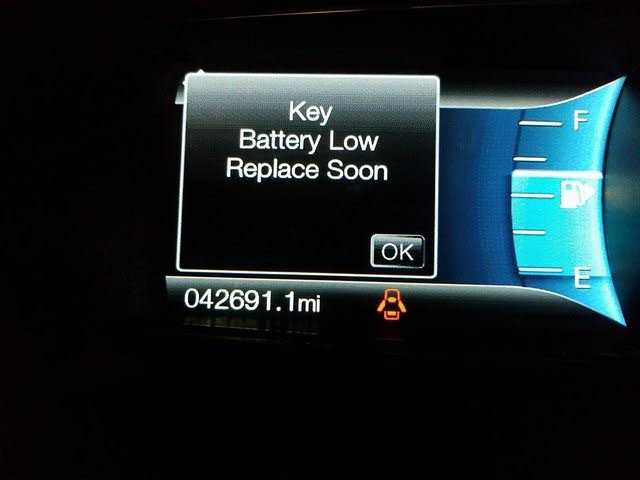 Key
Battery Low
Replace Soon
OK
F
E
042691.1mi